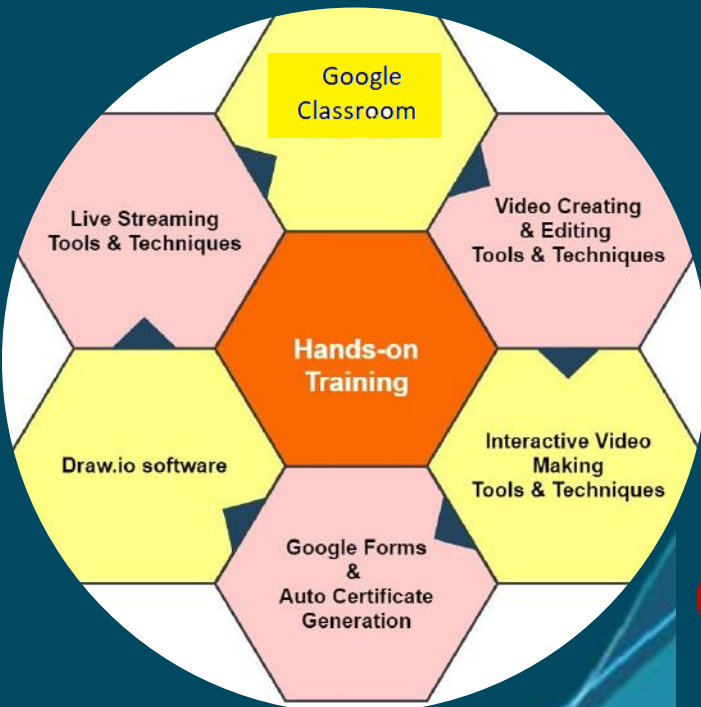 Google
Classroom
Video Creating
& Editing
Tools & Techniques
Interactive Video
Making
Tools & Techniques
Google Forms
&
Auto Certificate
Generation
Draw.io software
Live Streaming
Tools & Techniques
Hands-on
Training